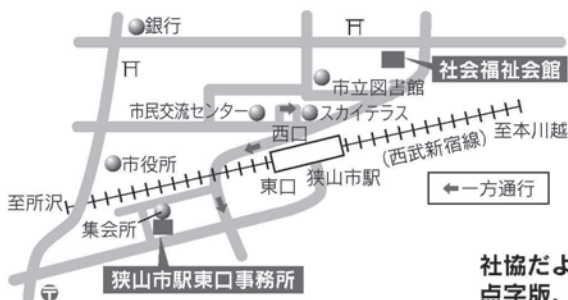 銀行
社会福祉会館
市立図書館
市民交流センター
スカイテラス
西口
至本川越
(西武新宿線)
市役所
狭山市駅
東口
←一方通行
至所沢
集会所
狭山市駅東口事務所
社協だよ
点字版、